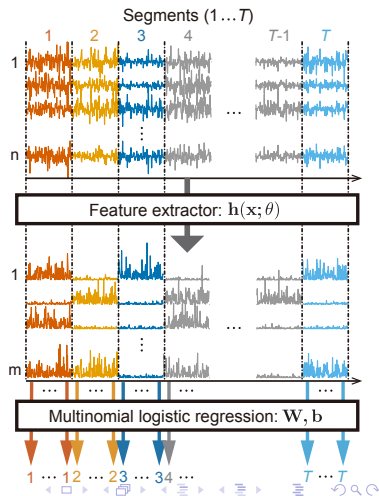 Segments (1…T)
1 2 3 4 T-1 T
1
…
⋮
n
Feature extractor: h(x; θ)
1
…
⋮
m
… … … … …
Multinomial logistic regression: W, b
1 … 1 2 … 2 3 … 3 4 T … T